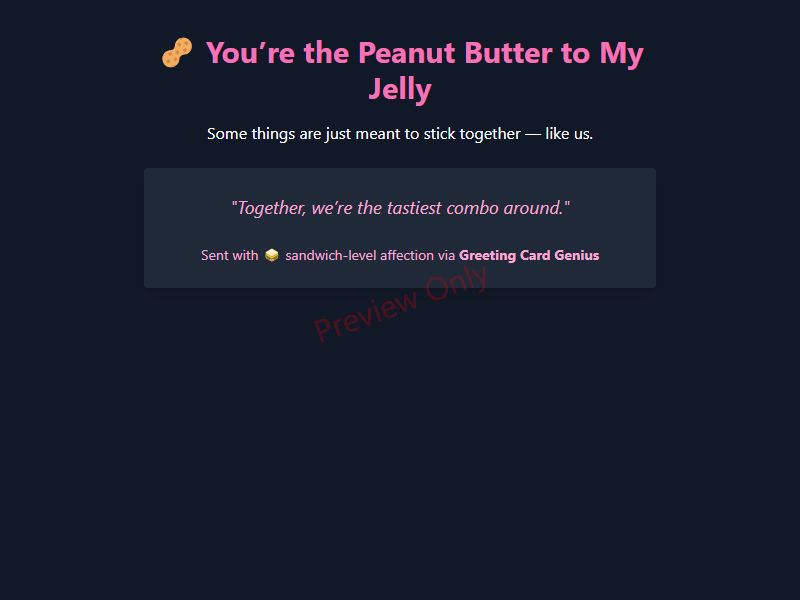 🥜 You’re the Peanut Butter to My
Jelly
Some things are just meant to stick together — like us.
"Together, we’re the tastiest combo around."
Sent with 🥪 sandwich-level affection via Greeting Card Genius
Preview Only